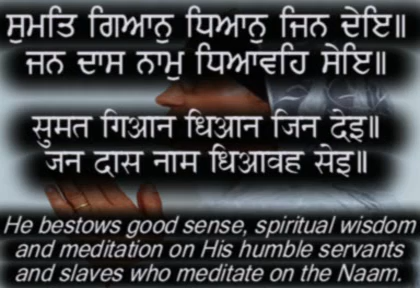 ਸੁਮਤਿ ਗਿਆਨੁ ਧਿਆਨੁ ਜਿਨ ਦੇਇ॥
ਜਨ ਦਾਸ ਨਾਮੁ ਧਿਆਵਹਿ ਸੇਇ॥
सुमत गिआन धिआन जिन देइ॥
जन दास नाम धिआवह सेइ॥
He bestows good sense, spiritual wisdom
and meditation on His humble servants
and slaves who meditate on the Naam.